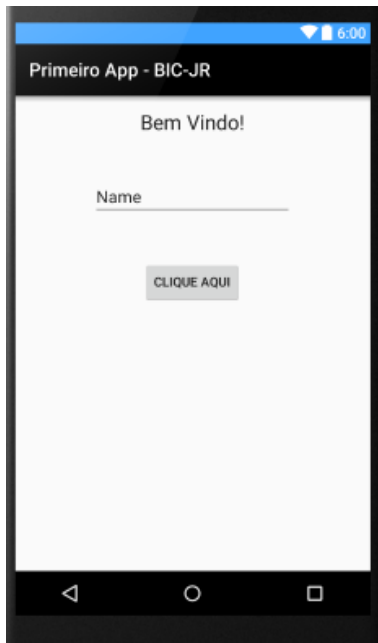 6:00
Primeiro App - BIC-JR
Bem Vindo!
Name
CLIQUE AQUI